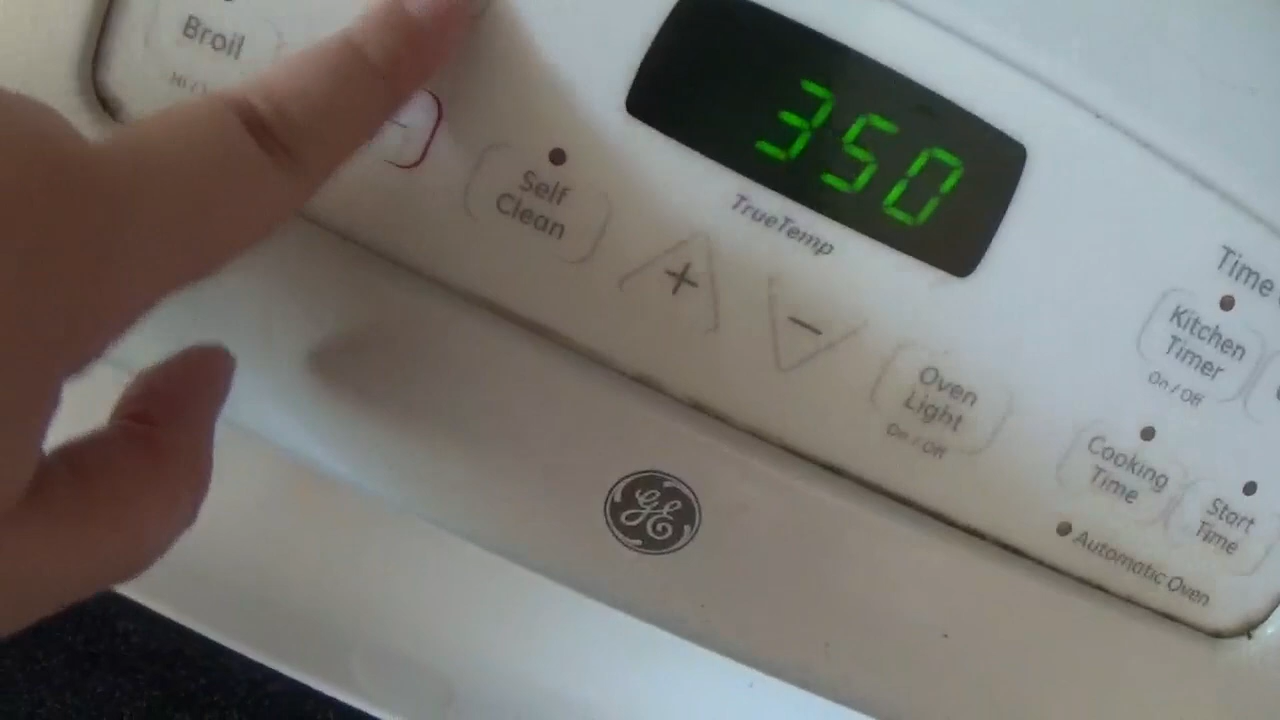 Broil
350
TrueTemp
Self
Clean
+
−
Oven
Light
On / Off
Time
Kitchen
Timer
On / Off
Cooking
Time
Start
Time
Automatic Oven
GE